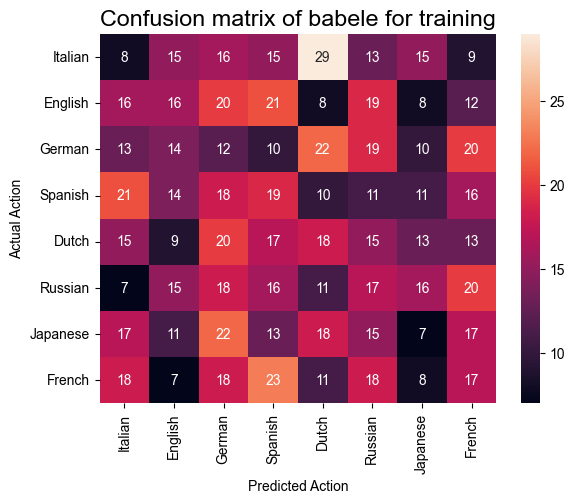 Confusion matrix of babele for training
Italian 8 15 16 15 29 13 15 9
English 16 16 20 21 8 19 8 12
German 13 14 12 10 22 19 10 20
Spanish 21 14 18 19 10 11 11 16
Dutch 15 9 20 17 18 15 13 13
Russian 7 15 18 16 11 17 16 20
Japanese 17 11 22 13 18 15 7 17
French 18 7 18 23 11 18 8 17
Italian English German Spanish Dutch Russian Japanese French
Predicted Action
Actual Action
25
20
15
10